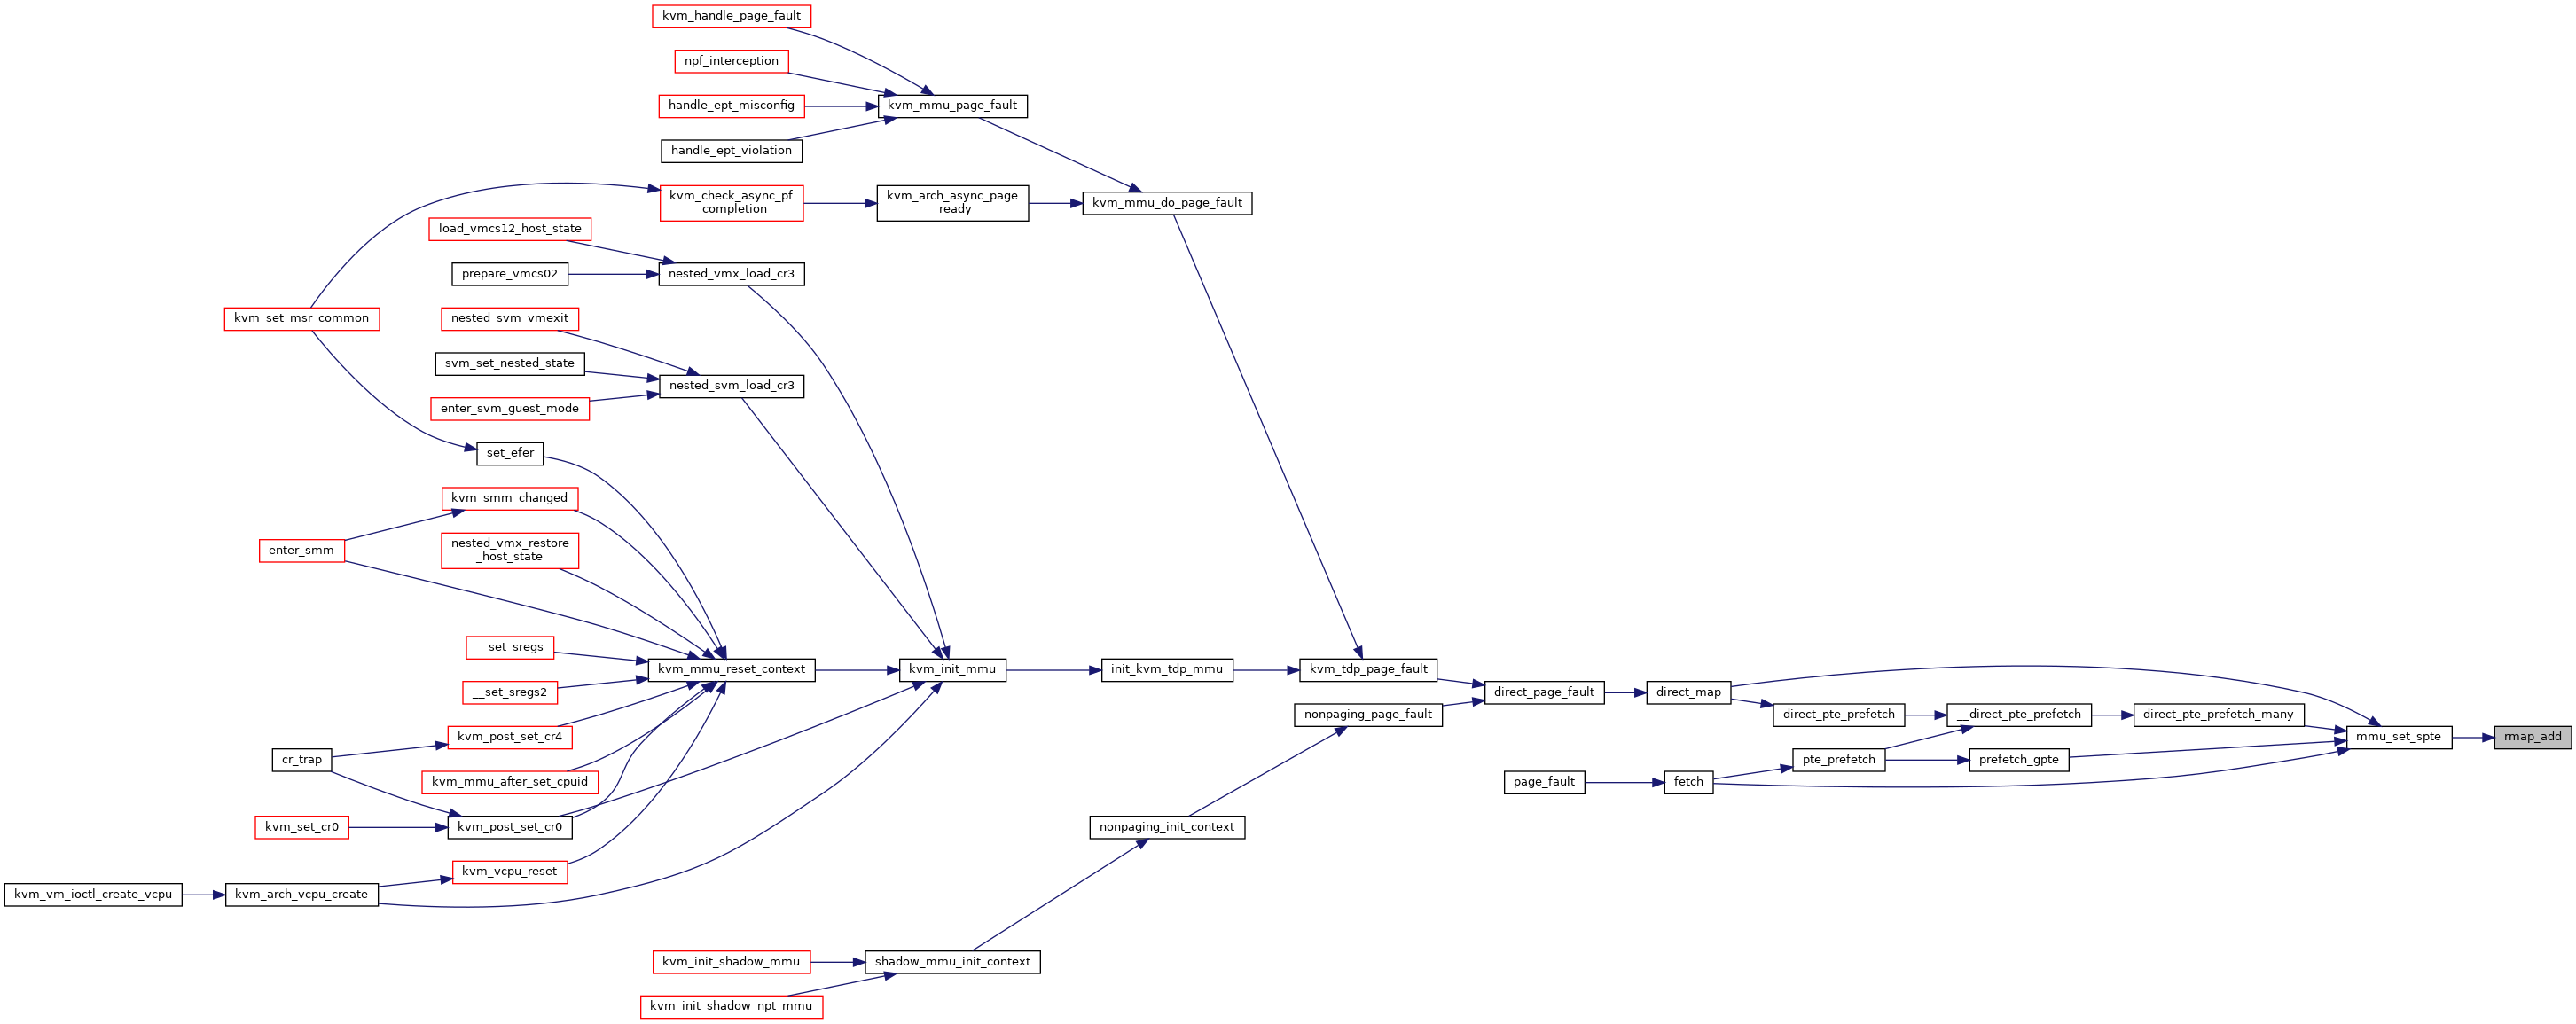 kvm_handle_page_fault
npf_interception
handle_ept_misconfig
kvm_mmu_page_fault
handle_ept_violation
kvm_check_async_pf
_completion
kvm_arch_async_page
_ready
kvm_mmu_do_page_fault
load_vmcs12_host_state
prepare_vmcs02
nested_vmx_load_cr3
kvm_set_msr_common
nested_svm_vmexit
svm_set_nested_state
nested_svm_load_cr3
enter_svm_guest_mode
set_efer
kvm_smm_changed
enter_smm
nested_vmx_restore
_host_state
__set_sregs
kvm_mmu_reset_context
kvm_init_mmu
init_kvm_tdp_mmu
kvm_tdp_page_fault
__set_sregs2
direct_page_fault
direct_map
nonpaging_page_fault
direct_pte_prefetch
__direct_pte_prefetch
direct_pte_prefetch_many
kvm_post_set_cr4
mmu_set_spte
rmap_add
cr_trap
pte_prefetch
prefetch_gpte
kvm_mmu_after_set_cpuid
page_fault
fetch
kvm_set_cr0
kvm_post_set_cr0
nonpaging_init_context
kvm_vcpu_reset
kvm_vm_ioctl_create_vcpu
kvm_arch_vcpu_create
kvm_init_shadow_mmu
shadow_mmu_init_context
kvm_init_shadow_npt_mmu